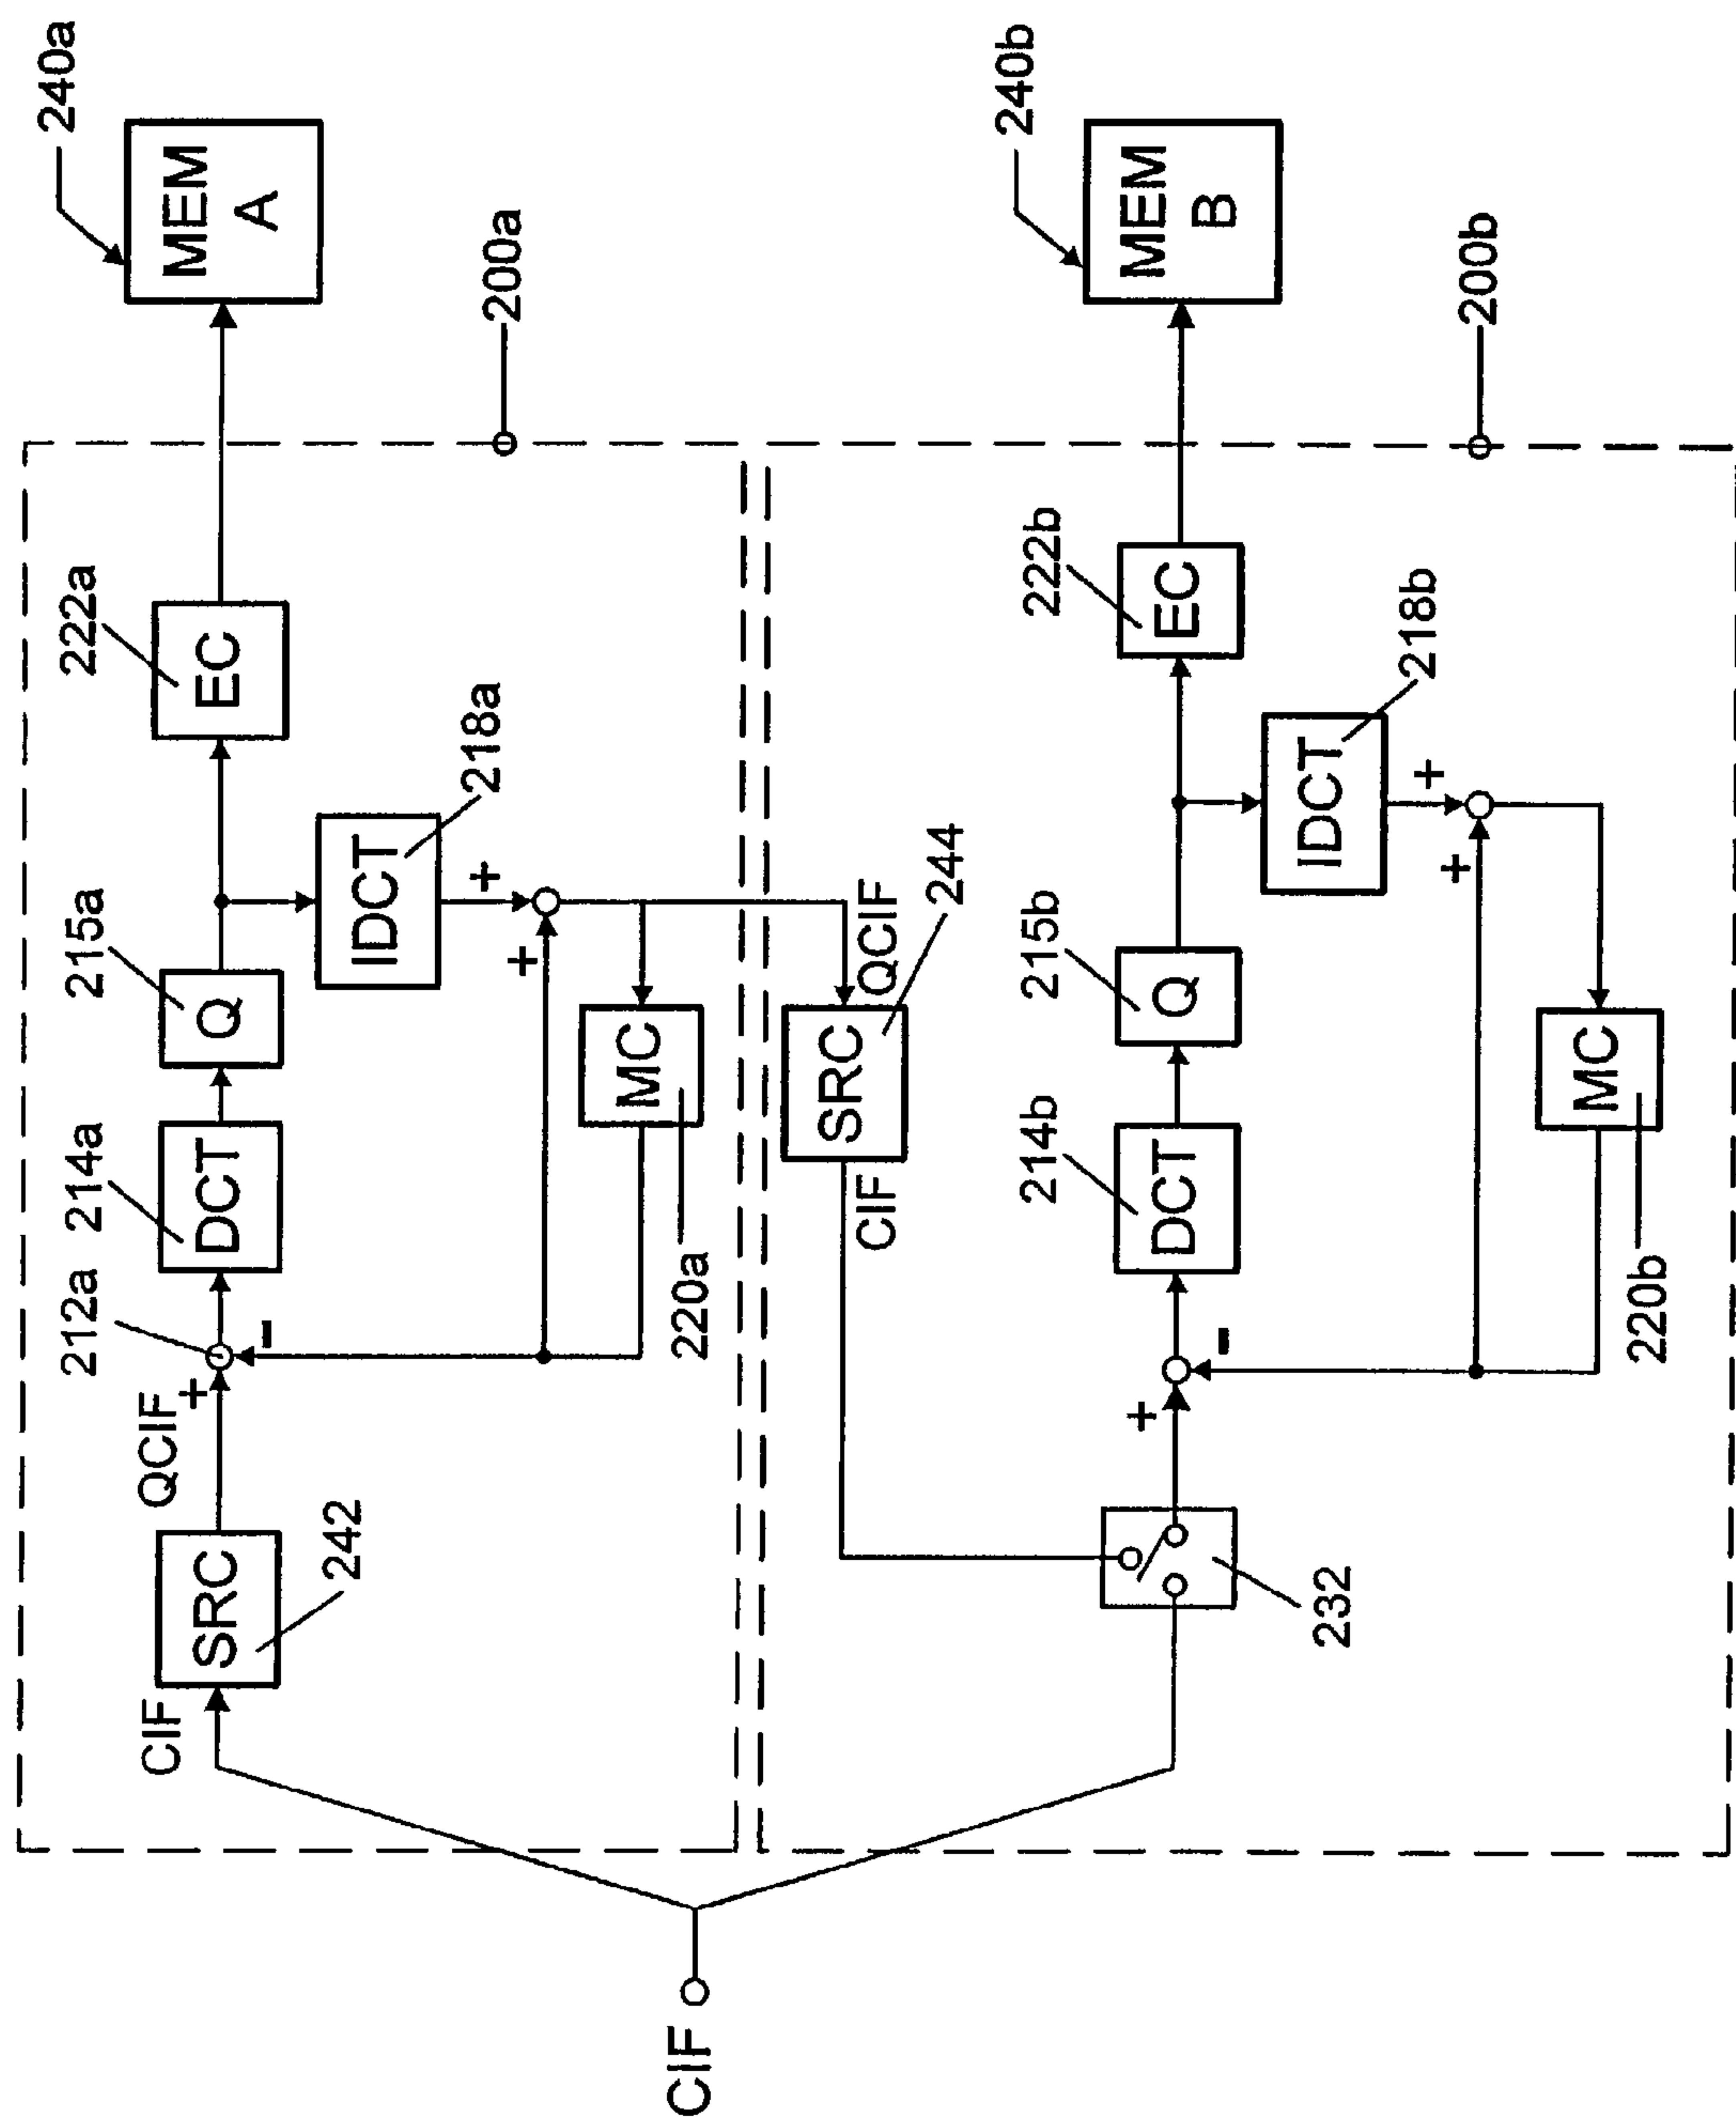 CIF
CIF
SRC
242
QCIF
+
-
212a
DCT
214a
Q
215a
EC
222a
IDCT
218a
+
+
MC
220a
MEM
A
240a
200a
QCIF
SRC
244
CIF
232
+
-
DCT
214b
Q
215b
EC
222b
IDCT
218b
+
+
MC
220b
MEM
B
240b
200b